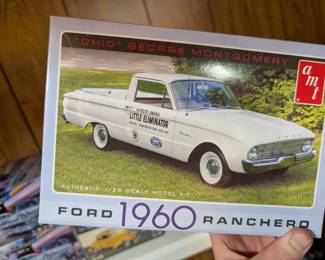 "OHIO" GEORGE MONTGOMERY
amt
LITTLE ELIMINATOR
AUTHENTIC 1/25 SCALE MODEL KIT
FORD 1960 RANCHERO